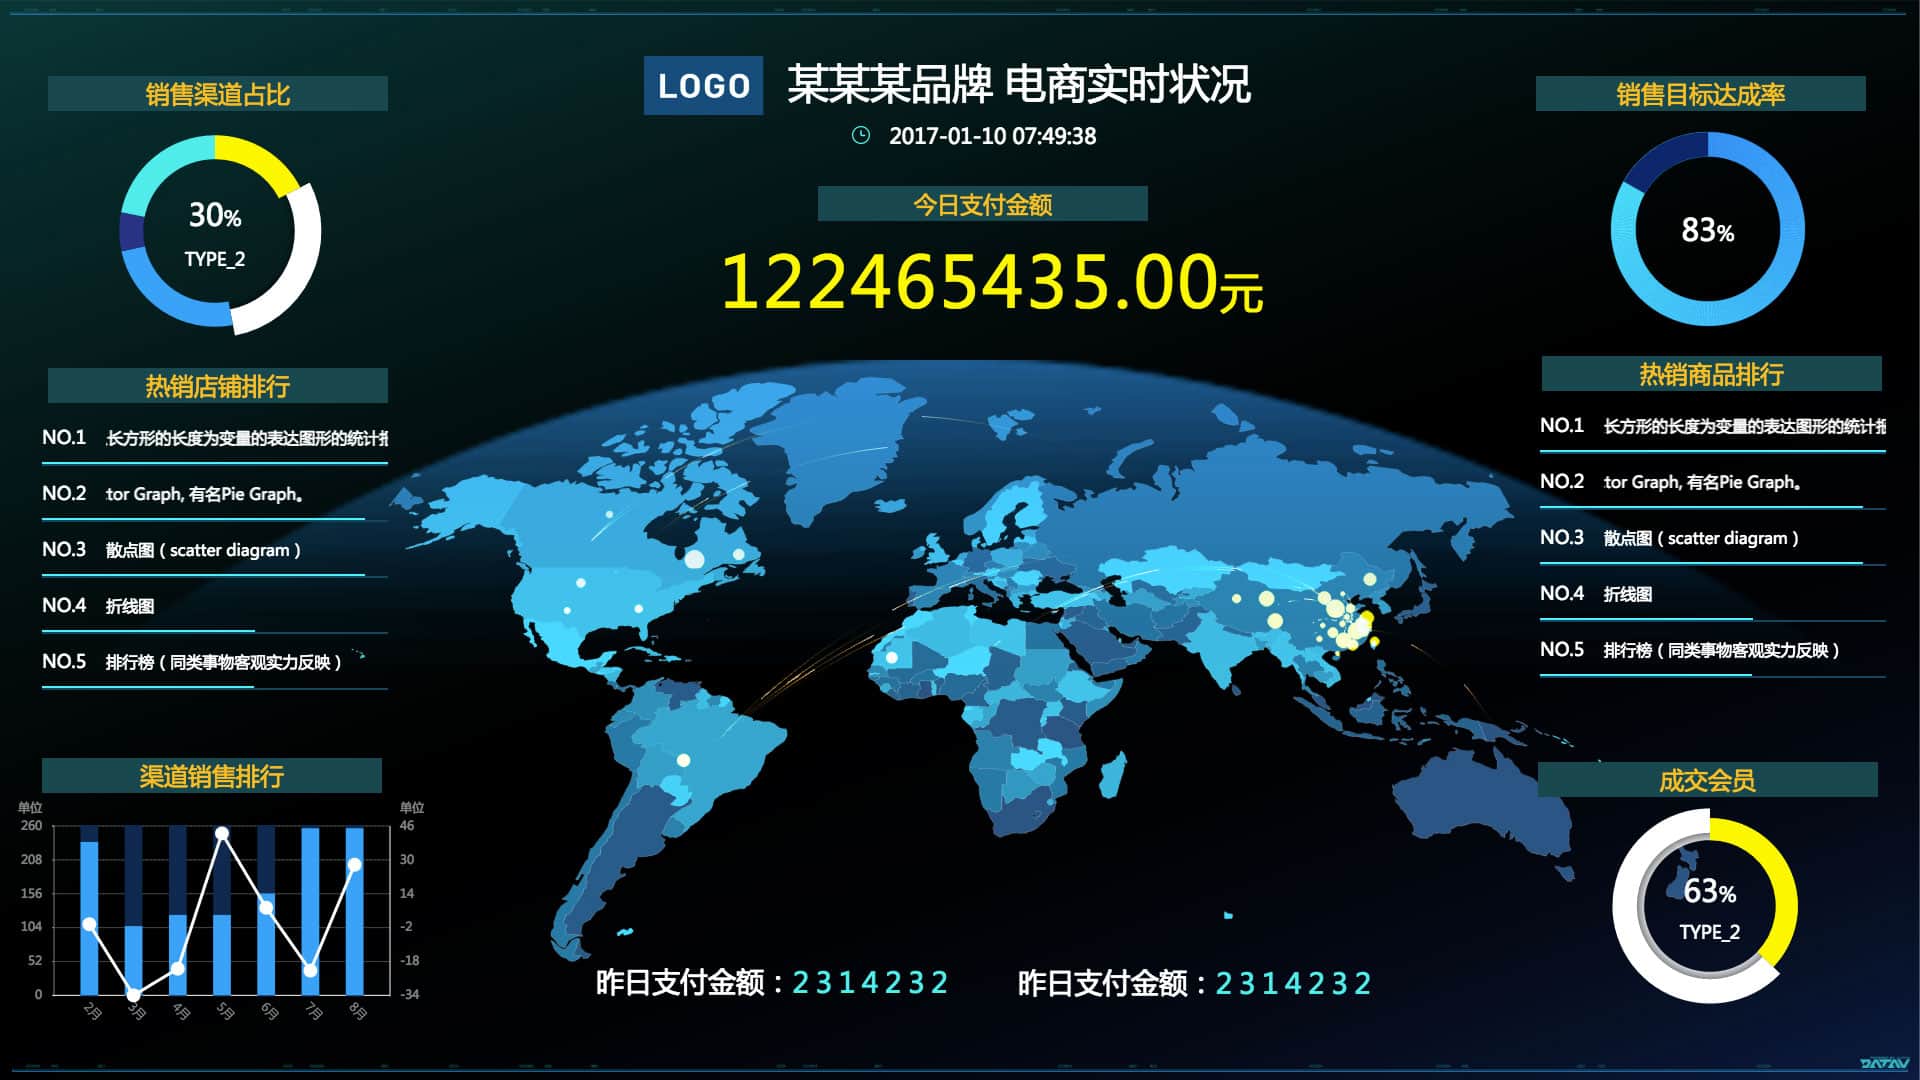 LOGO 某某某品牌 电商实时状况
2017-01-10 07:49:38
今日支付金额
122465435.00元
销售渠道占比
30%
TYPE_2
热销店铺排行
NO.1 长方形的长度为变量的表达图形的统计报
NO.2 tor Graph, 有名Pie Graph。
NO.3 散点图 ( scatter diagram )
NO.4 折线图
NO.5 排行榜 ( 同类事物客观实力反映 )
渠道销售排行
单位 单位
260 46
208 30
156 14
104 -2
52 -18
0 -34
2月 3月 4月 5月 6月 7月 8月
昨日支付金额：2314232
昨日支付金额：2314232
销售目标达成率
83%
热销商品排行
NO.1 长方形的长度为变量的表达图形的统计报
NO.2 tor Graph, 有名Pie Graph。
NO.3 散点图 ( scatter diagram )
NO.4 折线图
NO.5 排行榜 ( 同类事物客观实力反映 )
成交会员
63%
TYPE_2
DATAV